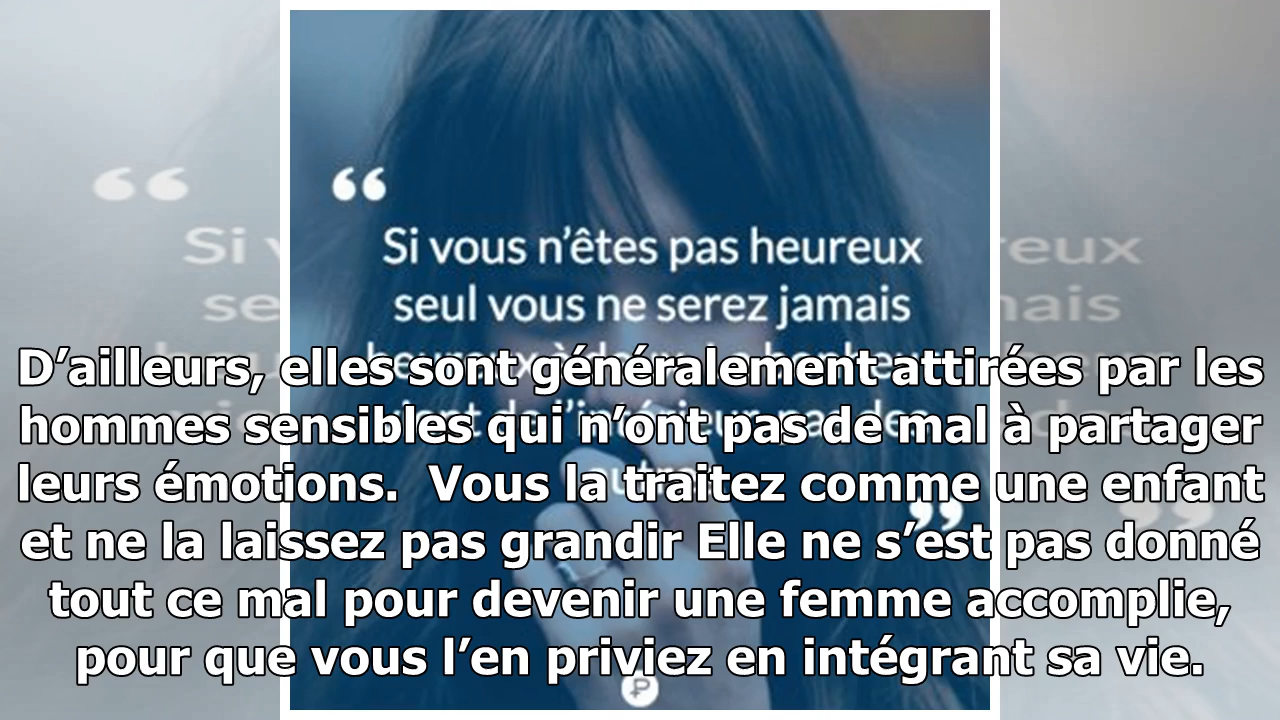 “
Si vous n’êtes pas heureux
seul vous ne serez jamais
D’ailleurs, elles sont généralement attirées par les
hommes sensibles qui n’ont pas de mal à partager
leurs émotions. Vous la traitez comme une enfant
et ne la laissez pas grandir Elle ne s’est pas donné
tout ce mal pour devenir une femme accomplie,
pour que vous l’en priviez en intégrant sa vie.
”